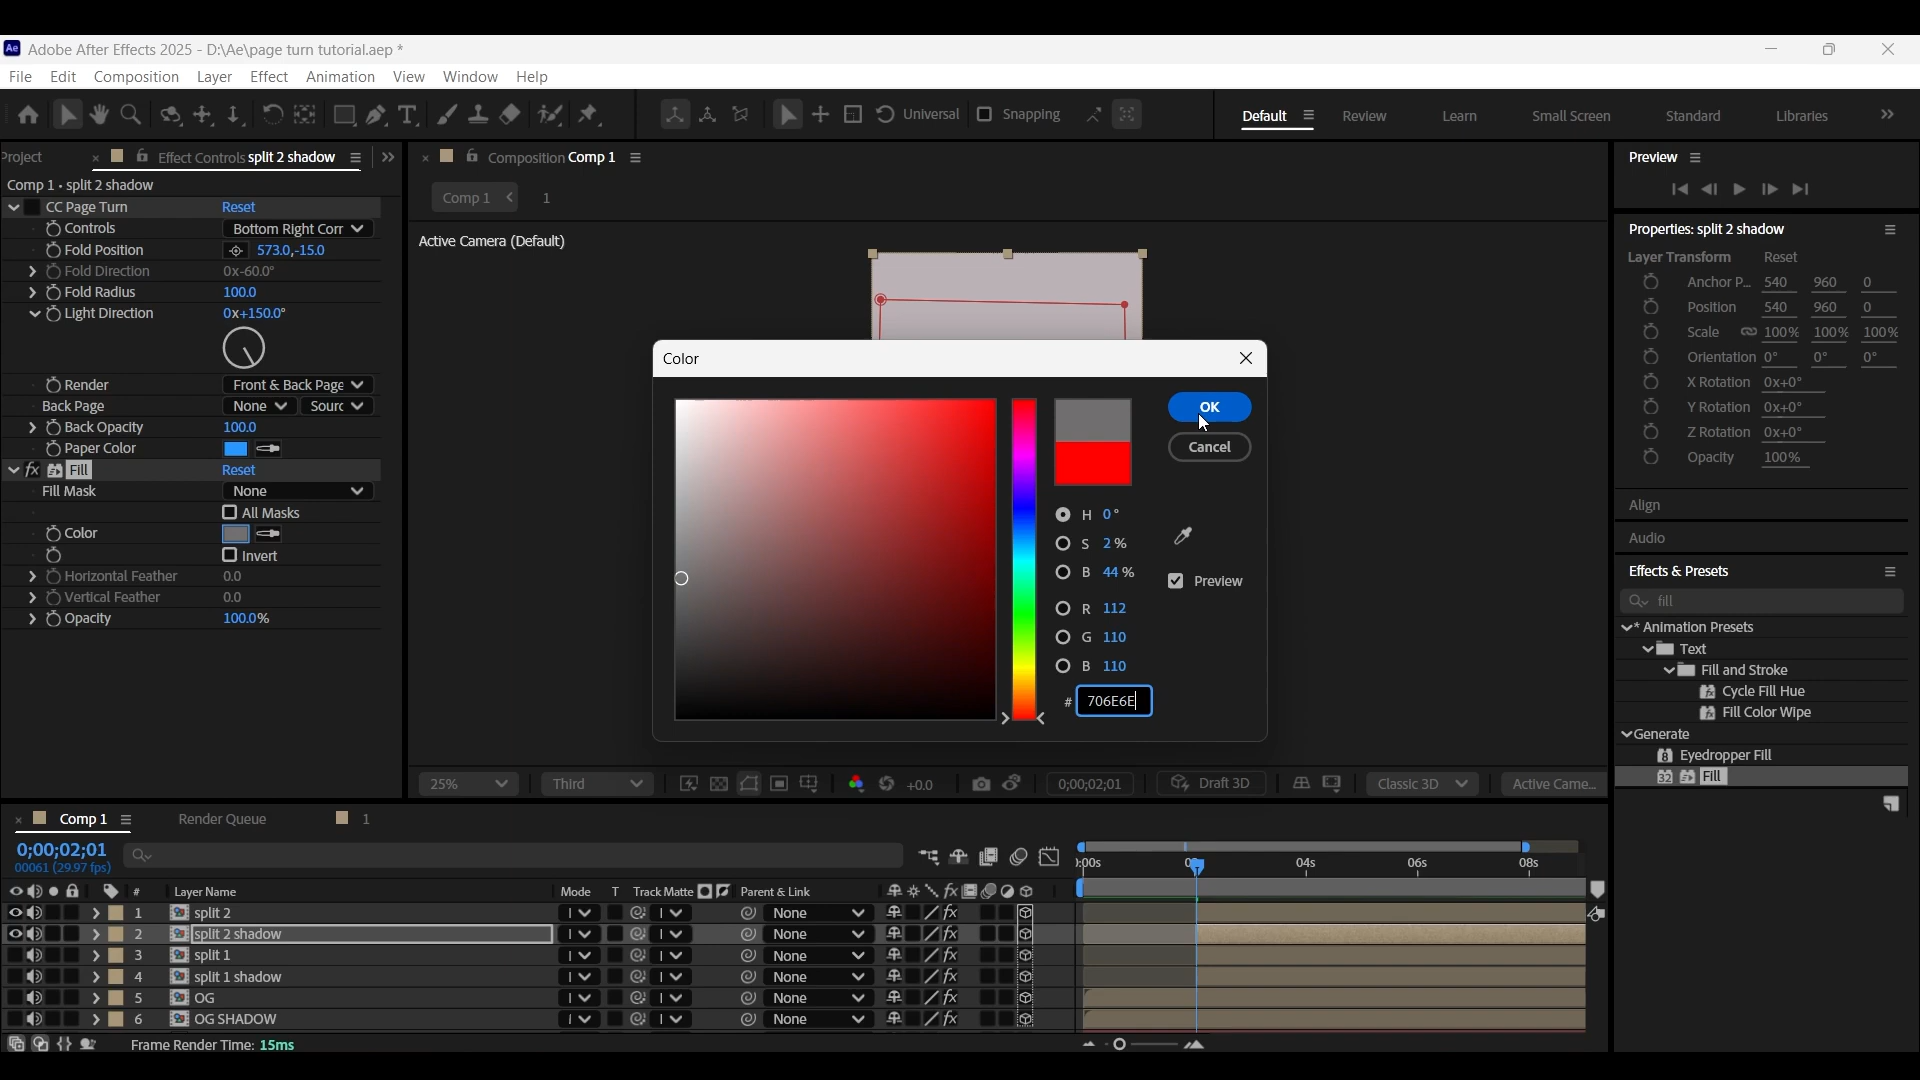 Ae Adobe After Effects 2025 - D:\Ae\page turn tutorial.aep *
File Edit Composition Layer Effect Animation View Window Help
Universal Snapping Default Review Learn Small Screen Standard Libraries
Project Effect Controls split 2 shadow
Comp 1 • split 2 shadow
CC Page Turn Reset
Controls Bottom Right Corr
Fold Position 573.0,-15.0
Fold Direction 0x-60.0°
Fold Radius 100.0
Light Direction 0x+150.0°
Render Front & Back Page
Back Page None Sourc
Back Opacity 100.0
Paper Color
fx Fill Reset
Fill Mask None
All Masks
Color
Invert
Horizontal Feather 0.0
Vertical Feather 0.0
Opacity 100.0%
Composition Comp 1
Comp 1 1
Active Camera (Default)
Color
OK
Cancel
H 0°
S 2%
B 44%
Preview
R 112
G 110
B 110
# 706E6E
25% Third +0.0 0;00;02;01 Draft 3D Classic 3D Active Came...
Preview
Properties: split 2 shadow
Layer Transform Reset
Anchor P... 540 960 0
Position 540 960 0
Scale 100% 100% 100%
Orientation 0° 0° 0°
X Rotation 0x+0°
Y Rotation 0x+0°
Z Rotation 0x+0°
Opacity 100%
Align
Audio
Effects & Presets
fill
* Animation Presets
Text
Fill and Stroke
Cycle Fill Hue
Fill Color Wipe
Generate
8 Eyedropper Fill
32 Fill
Comp 1 Render Queue 1
0;00;02;01
00061 (29.97 fps)
# Layer Name Mode T Track Matte Parent & Link
):00s 04s 06s 08s
1 split 2 None fx
2 split 2 shadow None fx
3 split 1 None fx
4 split 1 shadow None fx
5 OG None fx
6 OG SHADOW None fx
Frame Render Time: 15ms